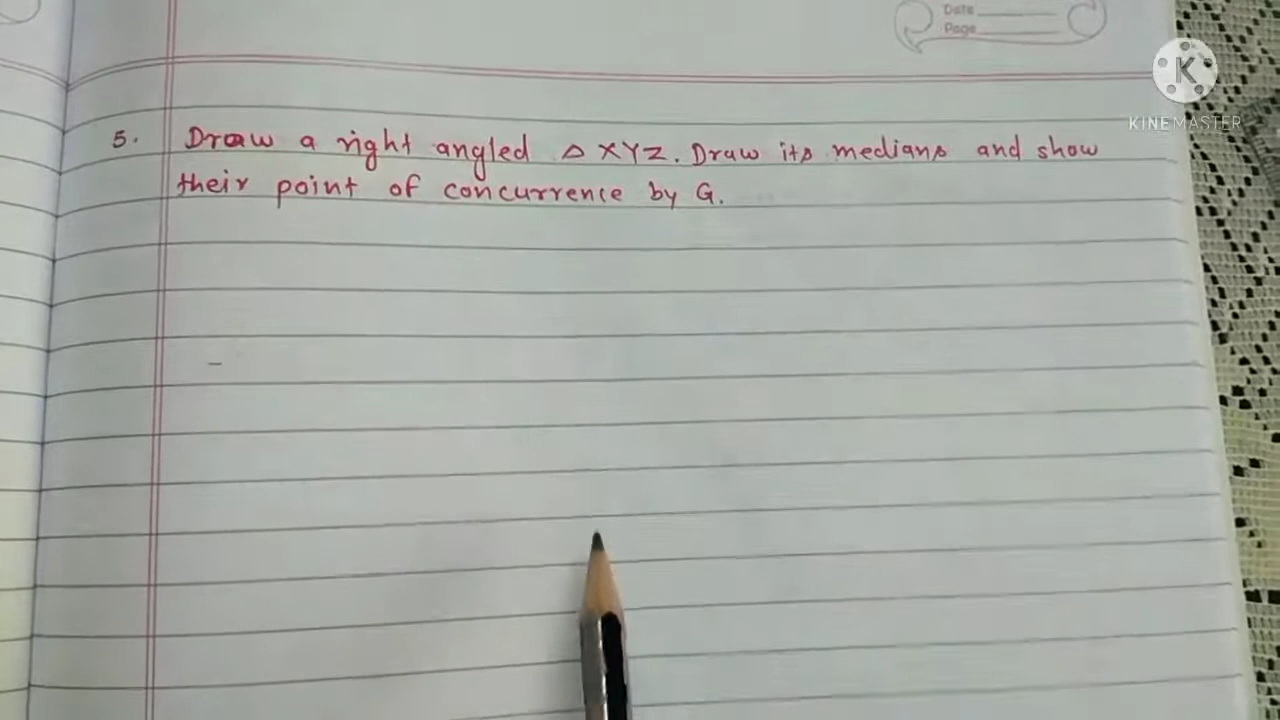 Date
Page
K
KINEMASTER
5. Draw a right angled △ XYZ. Draw its medians and show
their point of concurrence by G.